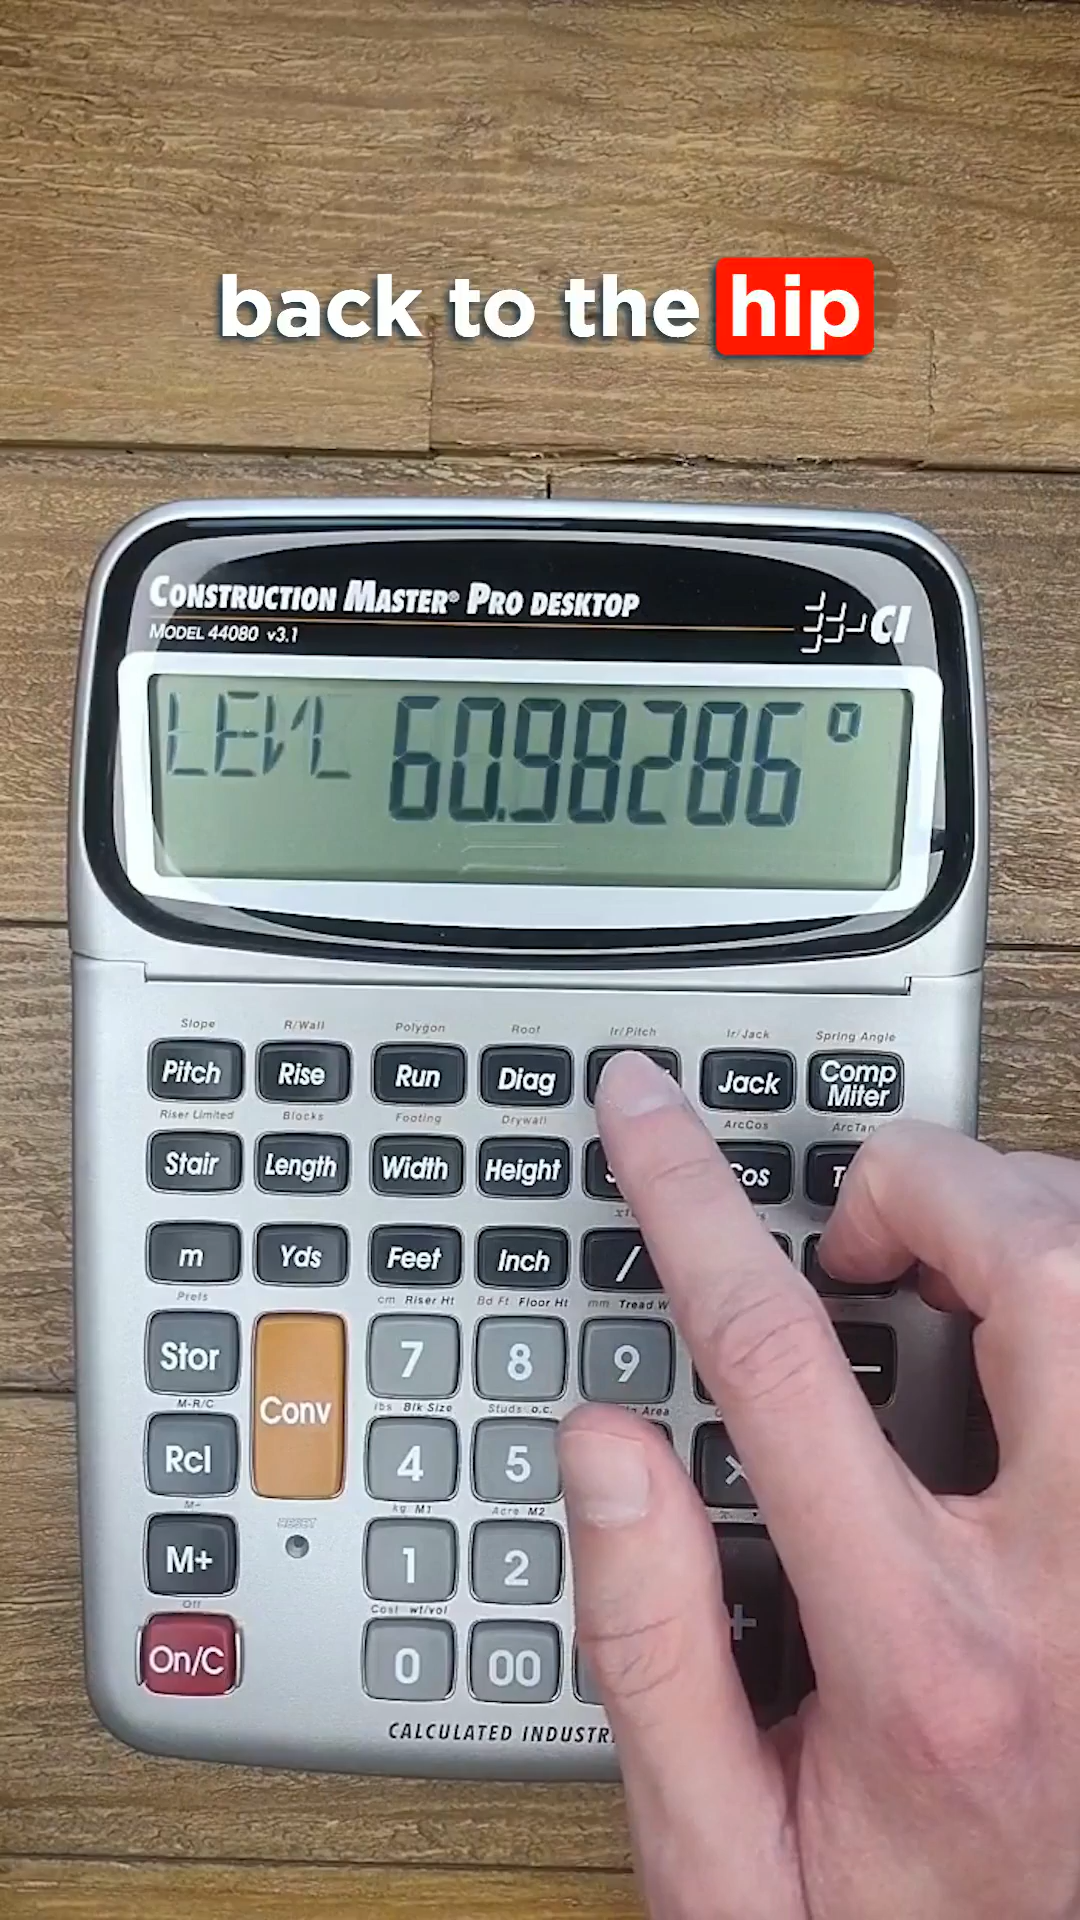 back to the hip
CONSTRUCTION MASTER® PRO DESKTOP
MODEL 44080 v3.1
CI
LEVL 60.98286°
Slope R/Wall Polygon Root Ir/Pitch Ir/Jack Spring Angle
Pitch Rise Run Diag Jack Comp Miter
Riser Limited Blocks Footing Drywall ArcCos ArcTan
Stair Length Width Height
m Yds Feet Inch /
Prefs cm Riser Ht Bd Ft Floor Ht mm Tread W
Stor 7 8 9 −
Conv
M-R/C lbs Blk Size Studs o.c. Area
Rcl 4 5 ×
M− kg M1 Acre M2
RESET
M+ 1 2 +
Off Cost wt/vol
On/C 0 00
CALCULATED